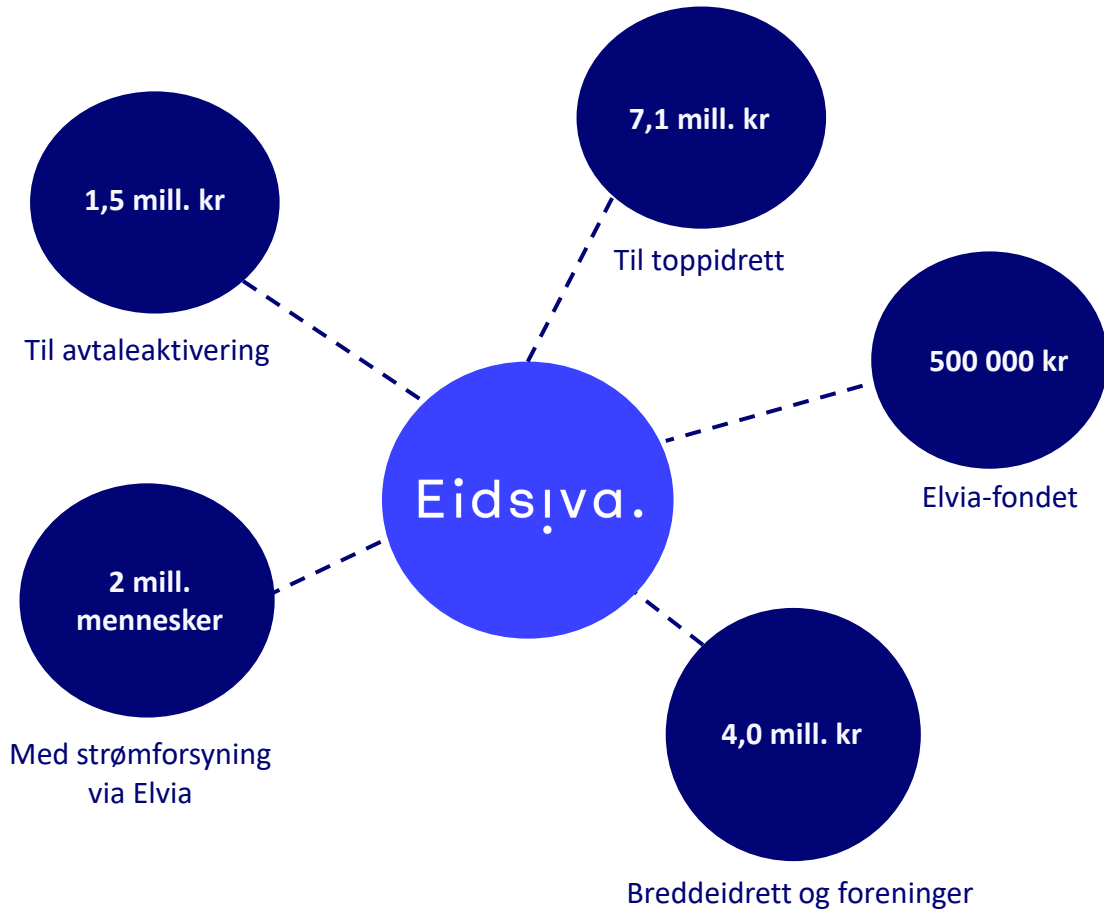 7,1 mill. kr
Til toppidrett
1,5 mill. kr
Til avtaleaktivering
500 000 kr
Elvia-fondet
Eidsiva.
2 mill.
mennesker
Med strømforsyning
via Elvia
4,0 mill. kr
Breddeidrett og foreninger